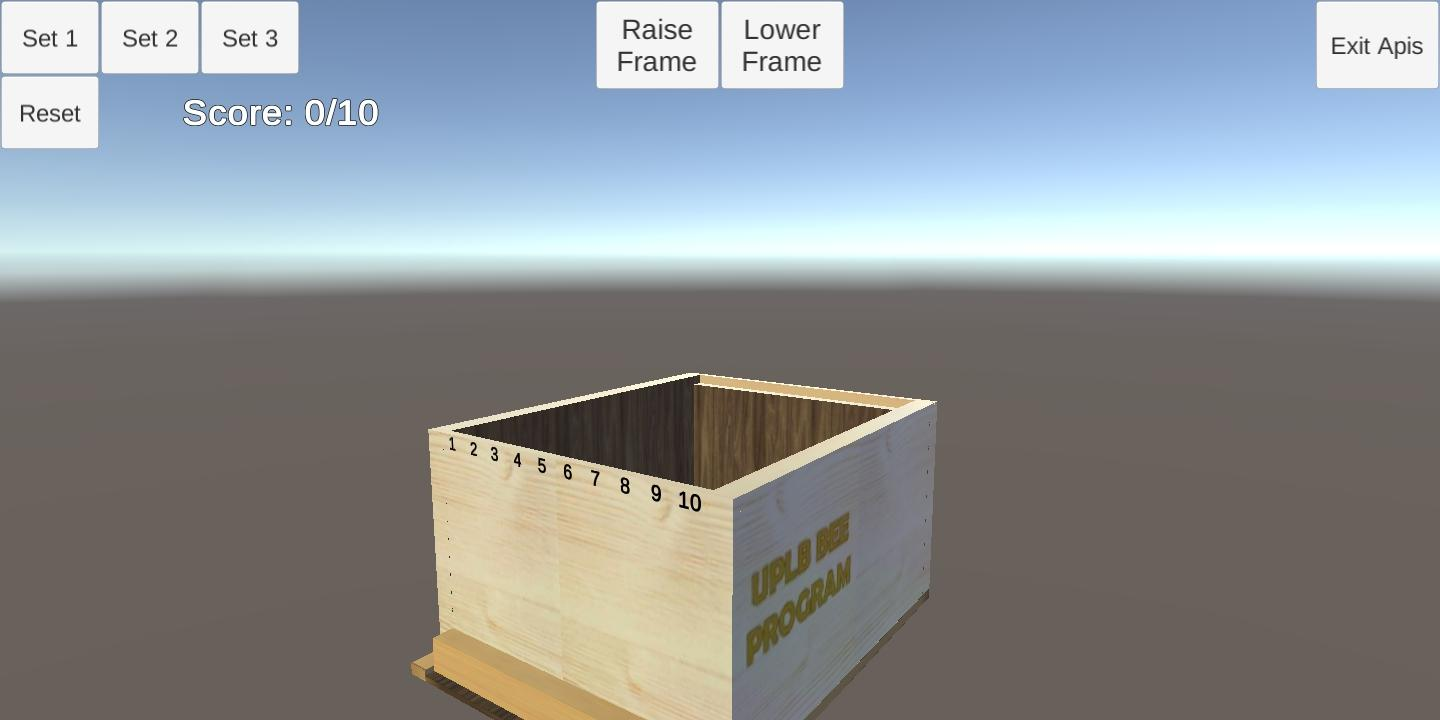 Set 1
Set 2
Set 3
Raise
Frame
Lower
Frame
Exit Apis
Reset
Score: 0/10
1 2 3 4 5 6 7 8 9 10
UPLB BEE
PROGRAM